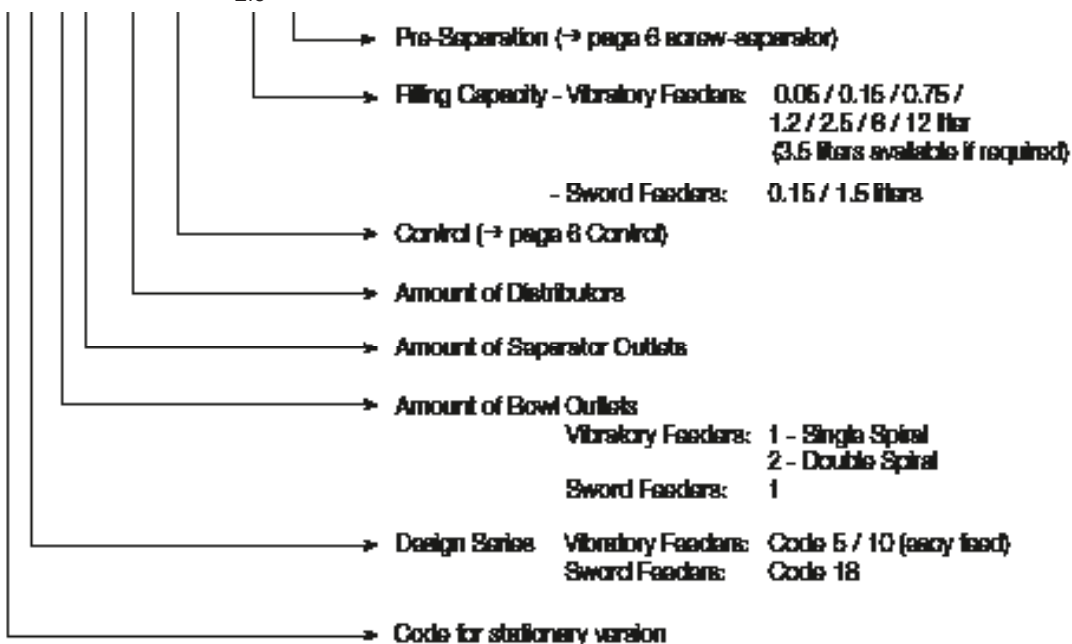 Pre-Separation (→ page 6 screw-separator)
Filling Capacity - Vibratory Feeders: 0.05 / 0.15 / 0.75 /
1.2 / 2.5 / 6 / 12 liter
(3.5 liters available if required)
- Sword Feeders: 0.15 / 1.5 liters
Control (→ page 6 Control)
Amount of Distributors
Amount of Separator Outlets
Amount of Bowl Outlets
Vibratory Feeders: 1 - Single Spiral
2 - Double Spiral
Sword Feeders: 1
Design Series Vibratory Feeders: Code 5 / 10 (easy feed)
Sword Feeders: Code 18
Code for stationery version